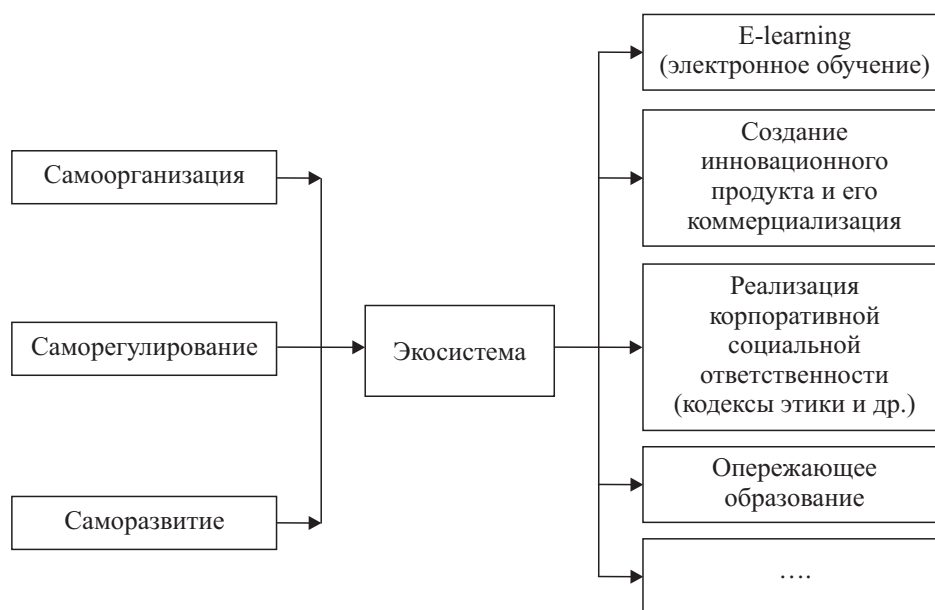 Самоорганизация
Саморегулирование
Саморазвитие
Экосистема
E-learning
(электронное обучение)
Создание
инновационного
продукта и его
коммерциализация
Реализация
корпоративной
социальной
ответственности
(кодексы этики и др.)
Опережающее
образование
….